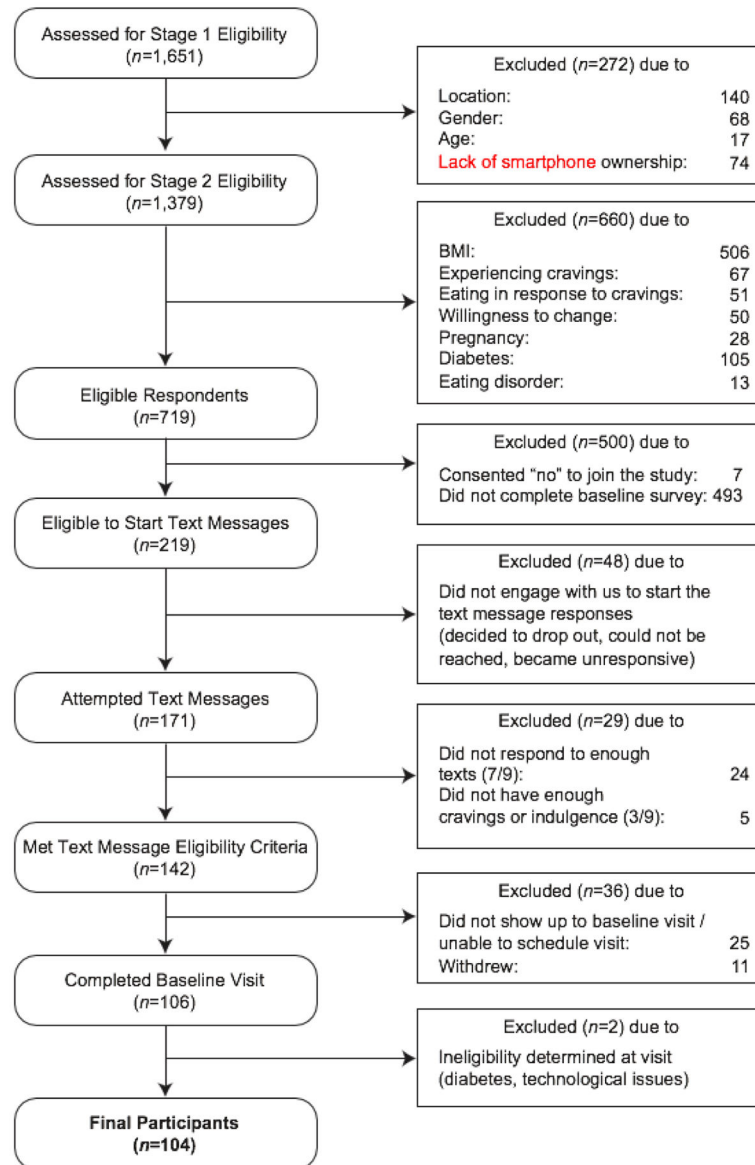 Assessed for Stage 1 Eligibility
(n=1,651)
Excluded (n=272) due to
Location: 140
Gender: 68
Age: 17
Lack of smartphone ownership: 74
Assessed for Stage 2 Eligibility
(n=1,379)
Excluded (n=660) due to
BMI: 506
Experiencing cravings: 67
Eating in response to cravings: 51
Willingness to change: 50
Pregnancy: 28
Diabetes: 105
Eating disorder: 13
Eligible Respondents
(n=719)
Excluded (n=500) due to
Consented “no” to join the study: 7
Did not complete baseline survey: 493
Eligible to Start Text Messages
(n=219)
Excluded (n=48) due to
Did not engage with us to start the
text message responses
(decided to drop out, could not be
reached, became unresponsive)
Attempted Text Messages
(n=171)
Excluded (n=29) due to
Did not respond to enough
texts (7/9): 24
Did not have enough
cravings or indulgence (3/9): 5
Met Text Message Eligibility Criteria
(n=142)
Excluded (n=36) due to
Did not show up to baseline visit /
unable to schedule visit: 25
Withdrew: 11
Completed Baseline Visit
(n=106)
Excluded (n=2) due to
Ineligibility determined at visit
(diabetes, technological issues)
Final Participants
(n=104)